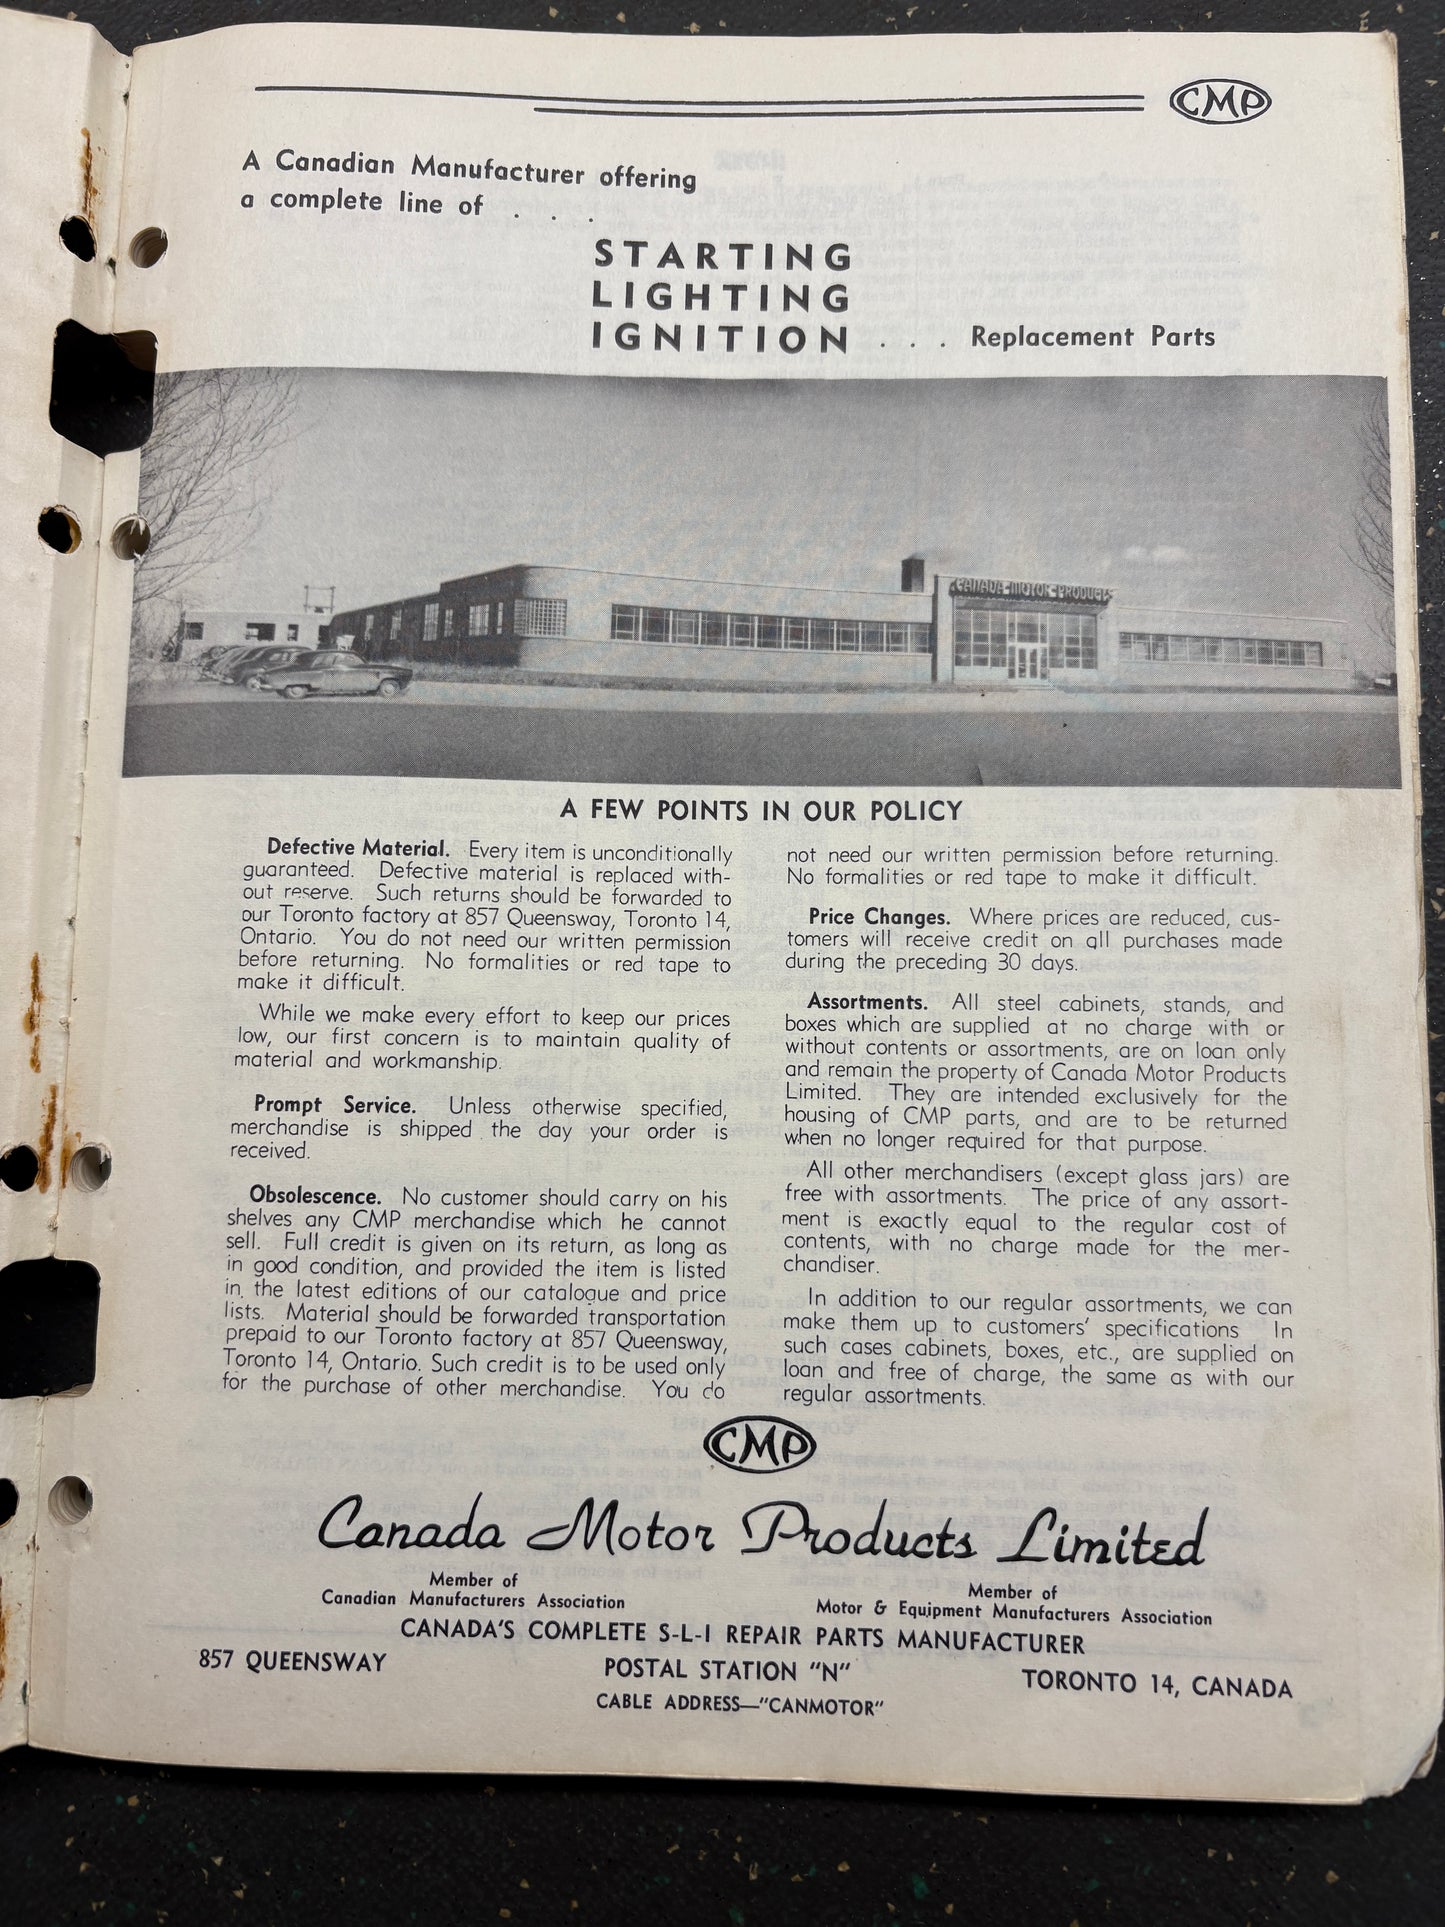 CMP
A Canadian Manufacturer offering
a complete line of . . .
STARTING
LIGHTING
IGNITION . . . Replacement Parts
CANADA-MOTOR-PRODUCTS
A FEW POINTS IN OUR POLICY
Defective Material. Every item is unconditionally
guaranteed. Defective material is replaced with-
out reserve. Such returns should be forwarded to
our Toronto factory at 857 Queensway, Toronto 14,
Ontario. You do not need our written permission
before returning. No formalities or red tape to
make it difficult.
While we make every effort to keep our prices
low, our first concern is to maintain quality of
material and workmanship.
Prompt Service. Unless otherwise specified,
merchandise is shipped the day your order is
received.
Obsolescence. No customer should carry on his
shelves any CMP merchandise which he cannot
sell. Full credit is given on its return, as long as
in good condition, and provided the item is listed
in the latest editions of our catalogue and price
lists. Material should be forwarded transportation
prepaid to our Toronto factory at 857 Queensway,
Toronto 14, Ontario. Such credit is to be used only
for the purchase of other merchandise. You do
not need our written permission before returning.
No formalities or red tape to make it difficult.
Price Changes. Where prices are reduced, cus-
tomers will receive credit on all purchases made
during the preceding 30 days.
Assortments. All steel cabinets, stands, and
boxes which are supplied at no charge with or
without contents or assortments, are on loan only
and remain the property of Canada Motor Products
Limited. They are intended exclusively for the
housing of CMP parts, and are to be returned
when no longer required for that purpose.
All other merchandisers (except glass jars) are
free with assortments. The price of any assort-
ment is exactly equal to the regular cost of
contents, with no charge made for the mer-
chandiser.
In addition to our regular assortments, we can
make them up to customers' specifications In
such cases cabinets, boxes, etc., are supplied on
loan and free of charge, the same as with our
regular assortments.
CMP
Canada Motor Products Limited
Member of
Canadian Manufacturers Association
Member of
Motor & Equipment Manufacturers Association
CANADA'S COMPLETE S-L-I REPAIR PARTS MANUFACTURER
857 QUEENSWAY POSTAL STATION "N" TORONTO 14, CANADA
CABLE ADDRESS—"CANMOTOR"